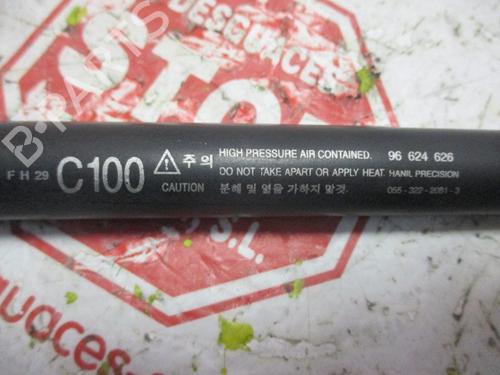 DESGUACES
B-PARTS
F H 29
C100
주 의
CAUTION
HIGH PRESSURE AIR CONTAINED.
DO NOT TAKE APART OR APPLY HEAT.
분해 및 열을 가하지 말것.
96 624 626
HANIL PRECISION
055-322-2081~3
S.L.